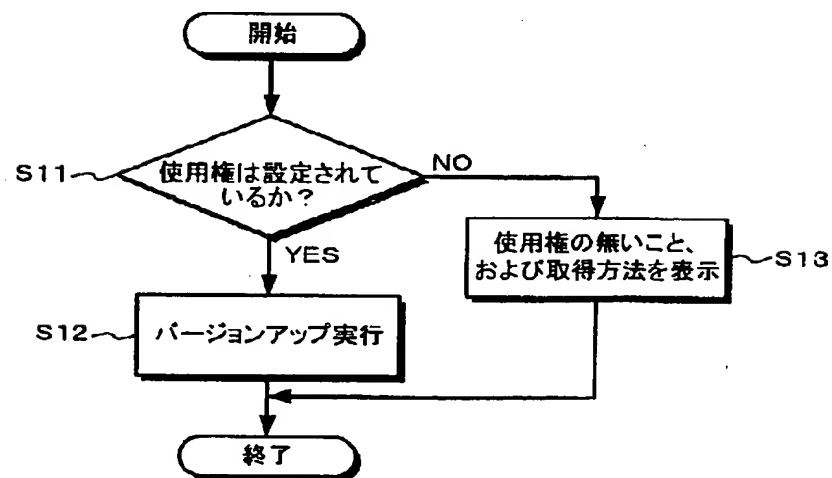 開始
S11
使用権は設定されて
いるか？
NO
YES
使用権の無いこと、
および取得方法を表示
S13
S12
バージョンアップ実行
終了